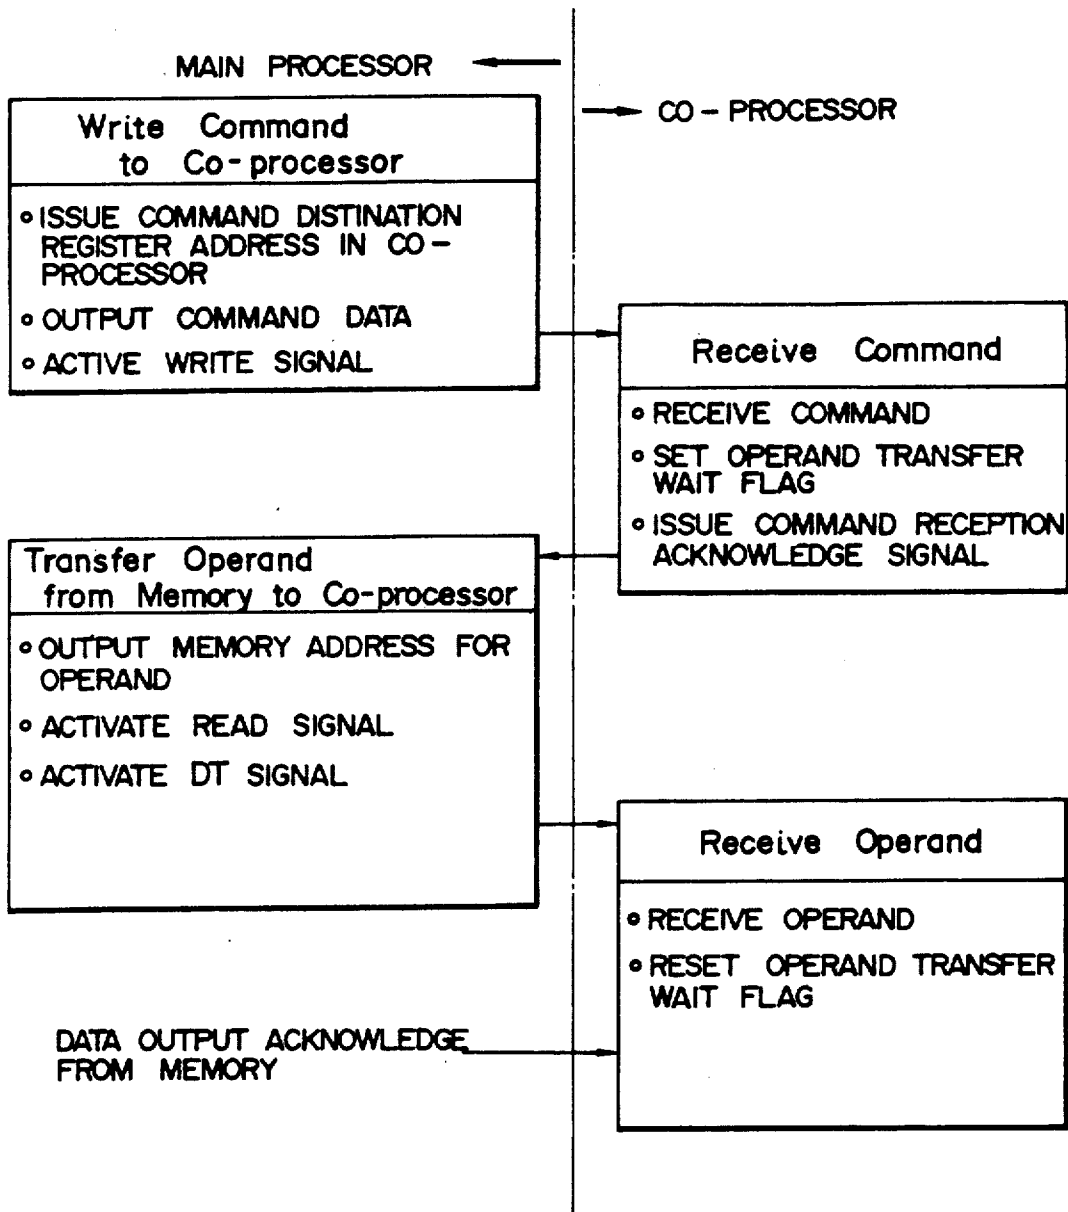 MAIN PROCESSOR
CO - PROCESSOR
Write Command
to Co-processor
ISSUE COMMAND DISTINATION
REGISTER ADDRESS IN CO-
PROCESSOR
OUTPUT COMMAND DATA
ACTIVE WRITE SIGNAL
Receive Command
RECEIVE COMMAND
SET OPERAND TRANSFER
WAIT FLAG
ISSUE COMMAND RECEPTION
ACKNOWLEDGE SIGNAL
Transfer Operand
from Memory to Co-processor
OUTPUT MEMORY ADDRESS FOR
OPERAND
ACTIVATE READ SIGNAL
ACTIVATE DT SIGNAL
Receive Operand
RECEIVE OPERAND
RESET OPERAND TRANSFER
WAIT FLAG
DATA OUTPUT ACKNOWLEDGE
FROM MEMORY